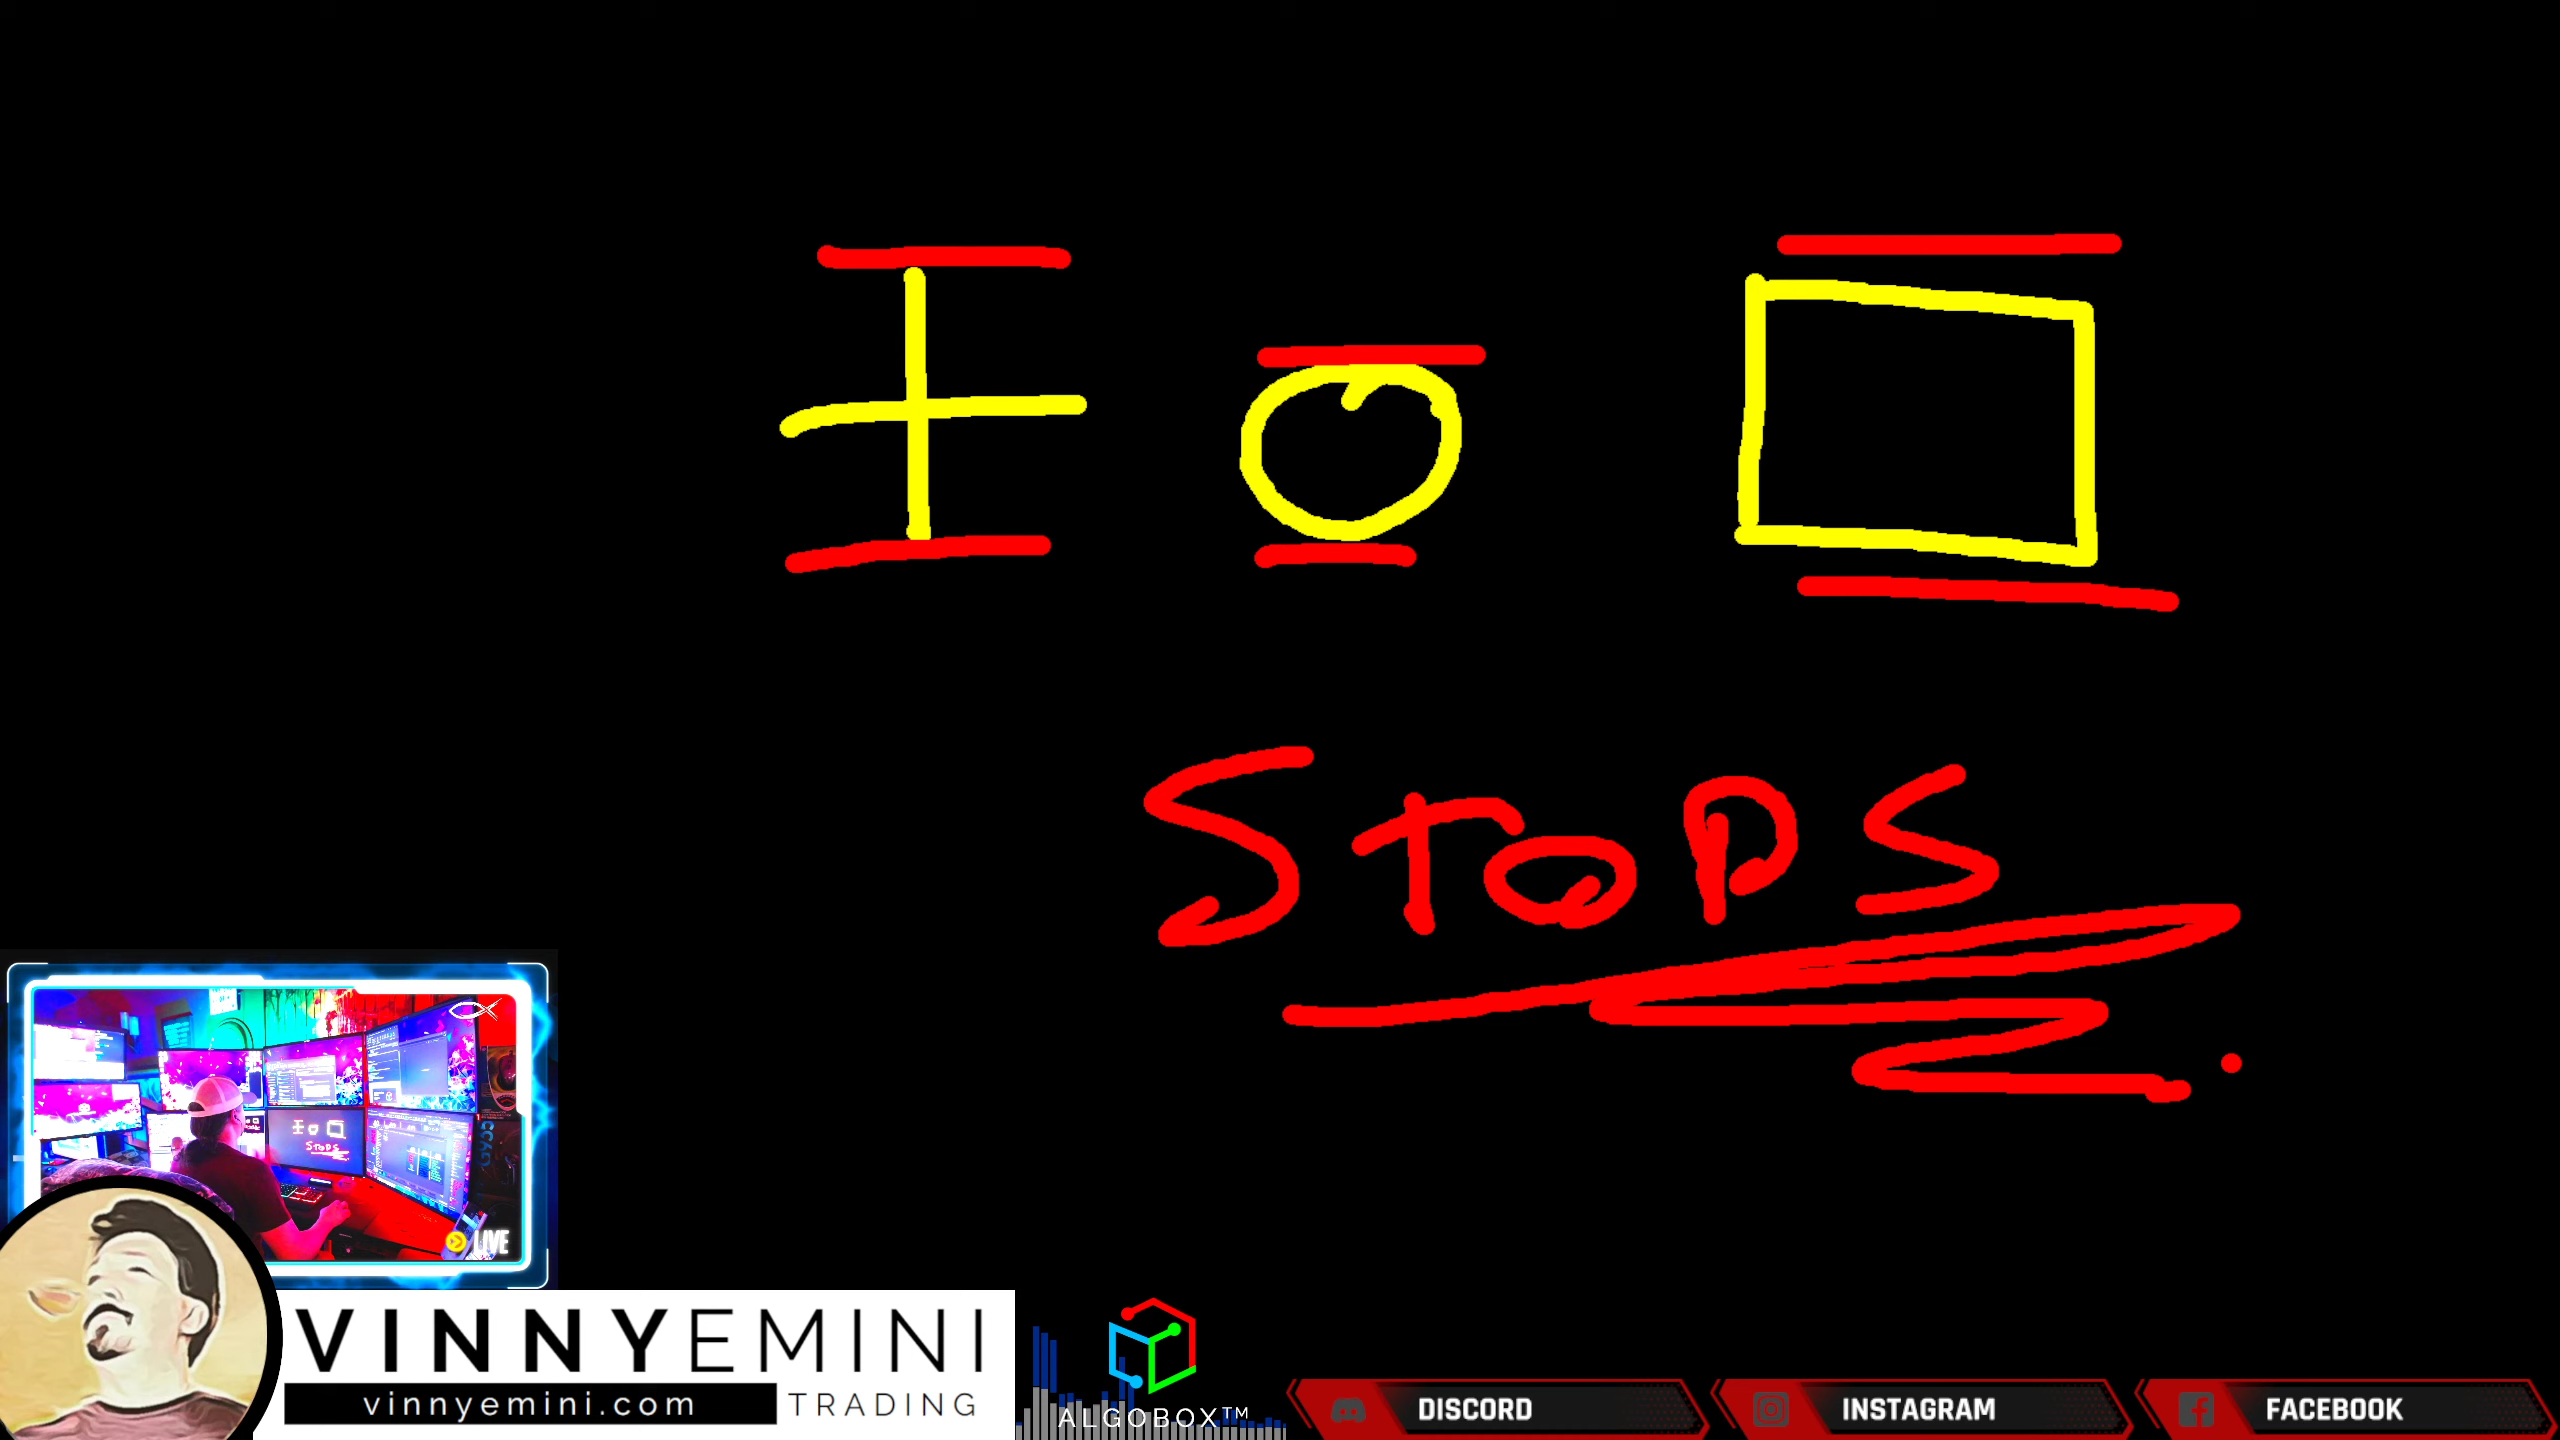 STOPS
LIVE
VINNYEMINI
vinnyemini.com TRADING
ALGOBOX™
DISCORD
INSTAGRAM
FACEBOOK